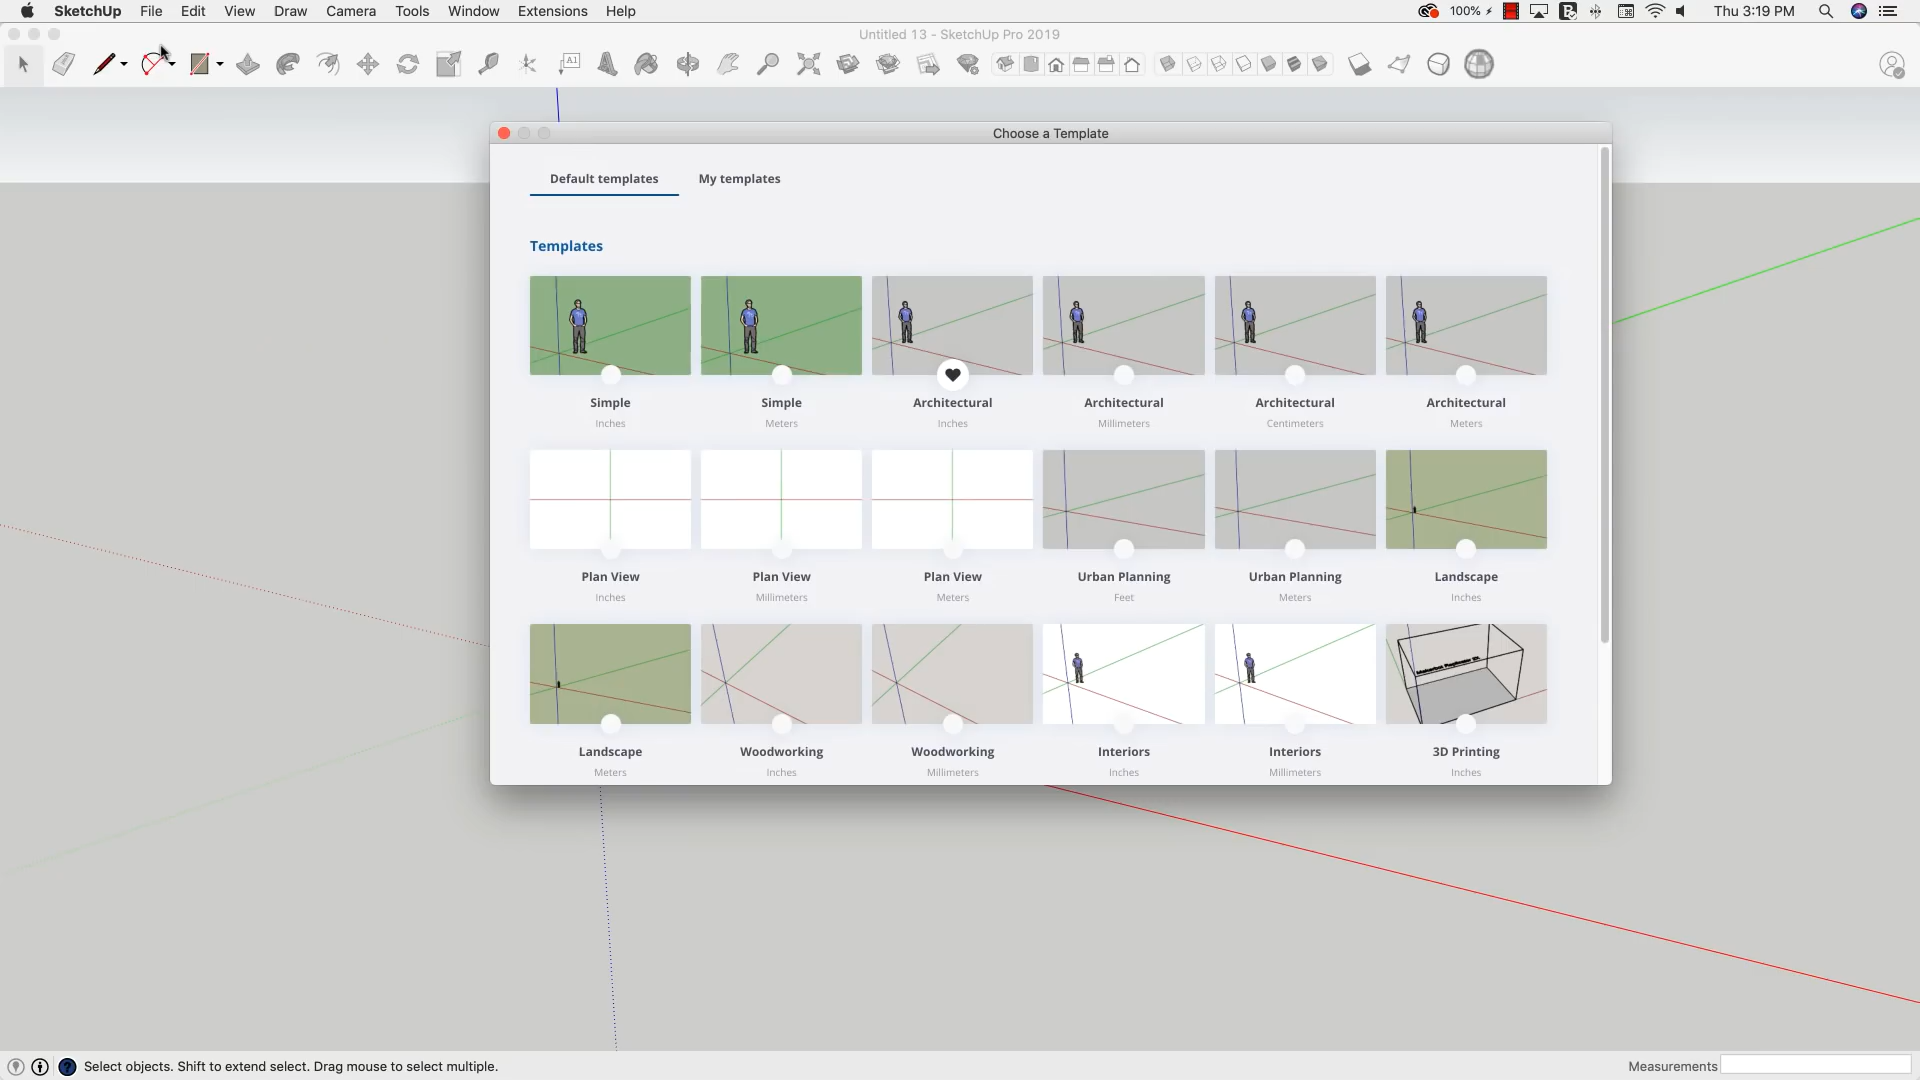 SketchUp File Edit View Draw Camera Tools Window Extensions Help 100% Thu 3:19 PM
Untitled 13 - SketchUp Pro 2019
A1
Choose a Template
Default templates My templates
Templates
Simple Simple Architectural Architectural Architectural Architectural
Inches Meters Inches Millimeters Centimeters Meters
Plan View Plan View Plan View Urban Planning Urban Planning Landscape
Inches Millimeters Meters Feet Meters Inches
Landscape Woodworking Woodworking Interiors Interiors 3D Printing
Meters Inches Millimeters Inches Millimeters Inches
Select objects. Shift to extend select. Drag mouse to select multiple. Measurements